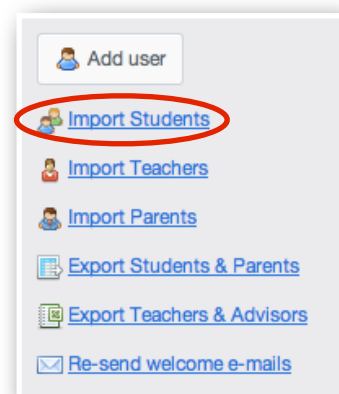 Add user
Import Students
Import Teachers
Import Parents
Export Students & Parents
Export Teachers & Advisors
Re-send welcome e-mails